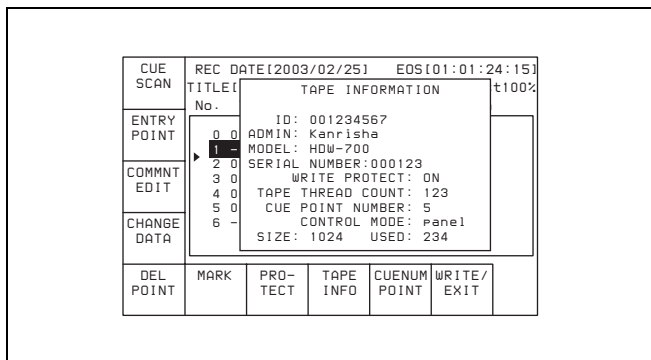 CUE SCAN
REC DATE[2003/02/25] EOS[01:01:24:15]
TITLE[ t100%
No.
ENTRY POINT
COMMNT EDIT
CHANGE DATA
0 0
1 -
2 0
3 0
4 0
5 0
6 -
TAPE INFORMATION
ID: 001234567
ADMIN: Kanrisha
MODEL: HDW-700
SERIAL NUMBER:000123
WRITE PROTECT: ON
TAPE THREAD COUNT: 123
CUE POINT NUMBER: 5
CONTROL MODE: panel
SIZE: 1024 USED: 234
DEL POINT
MARK
PRO-TECT
TAPE INFO
CUENUM POINT
WRITE/ EXIT